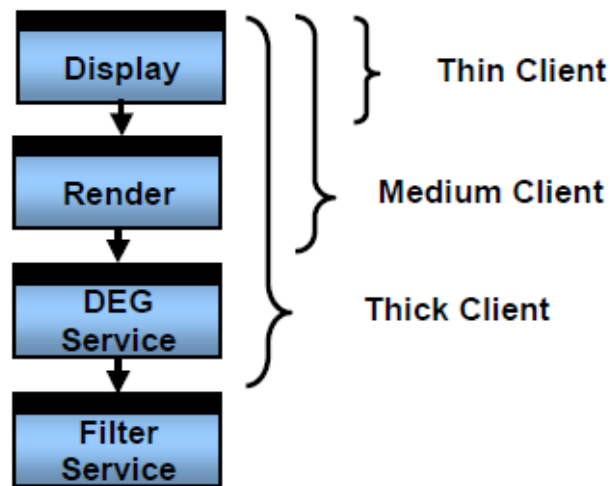 Display
Thin Client
Render
Medium Client
DEG
Service
Thick Client
Filter
Service